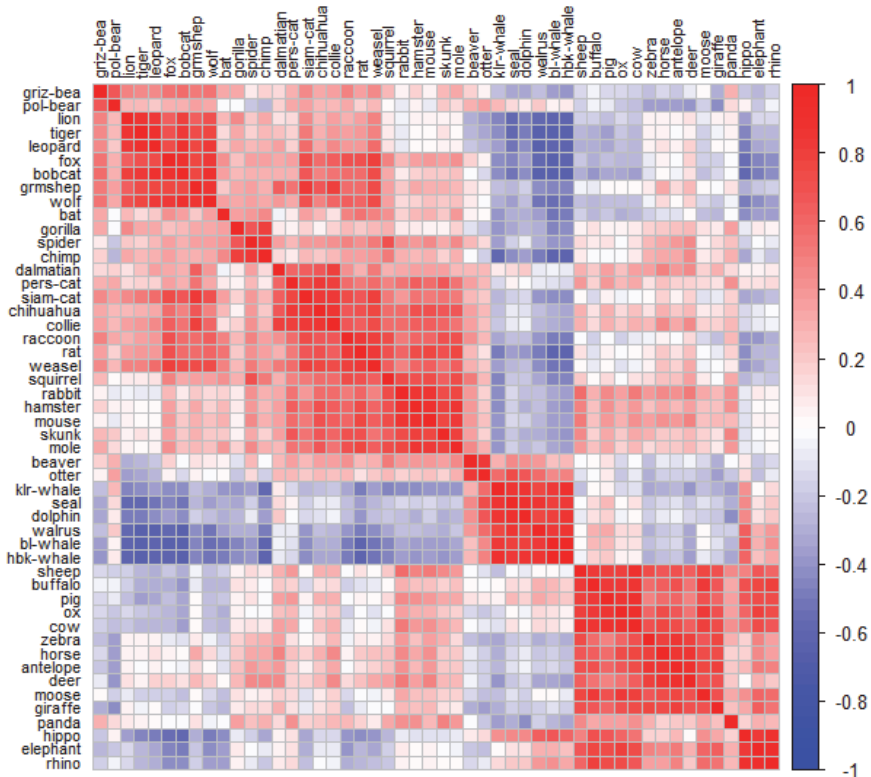 griz-bea
pol-bear
lion
tiger
leopard
fox
bobcat
grmshep
wolf
bat
gorilla
spider
chimp
dalmatian
pers-cat
siam-cat
chihuahua
collie
raccoon
rat
weasel
squirrel
rabbit
hamster
mouse
skunk
mole
beaver
otter
klr-whale
seal
dolphin
walrus
bl-whale
hbk-whale
sheep
buffalo
pig
ox
cow
zebra
horse
antelope
deer
moose
giraffe
panda
hippo
elephant
rhino
griz-bea
pol-bear
lion
tiger
leopard
fox
bobcat
grmshep
wolf
bat
gorilla
spider
chimp
dalmatian
pers-cat
siam-cat
chihuahua
collie
raccoon
rat
weasel
squirrel
rabbit
hamster
mouse
skunk
mole
beaver
otter
klr-whale
seal
dolphin
walrus
bl-whale
hbk-whale
sheep
buffalo
pig
ox
cow
zebra
horse
antelope
deer
moose
giraffe
panda
hippo
elephant
rhino
1
0.8
0.6
0.4
0.2
0
-0.2
-0.4
-0.6
-0.8
-1